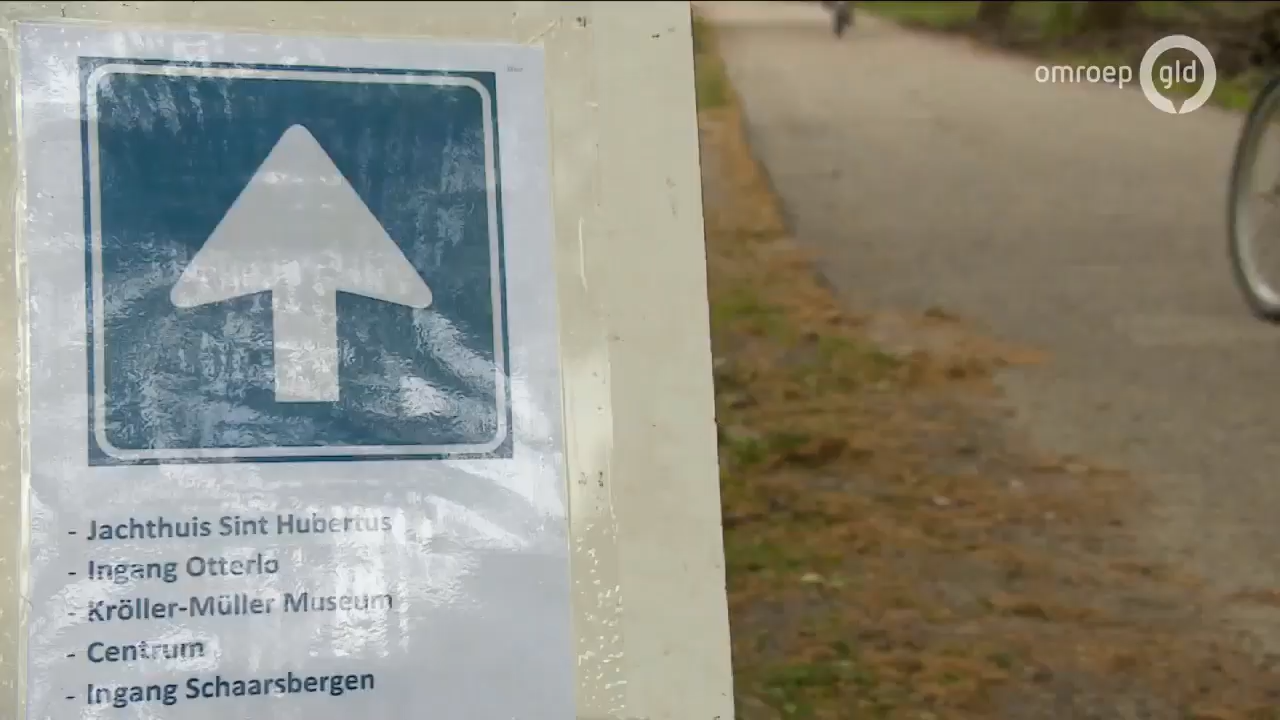 omroep gld
- Jachthuis Sint Hubertus
- Ingang Otterlo
- Kröller-Müller Museum
- Centrum
- Ingang Schaarsbergen